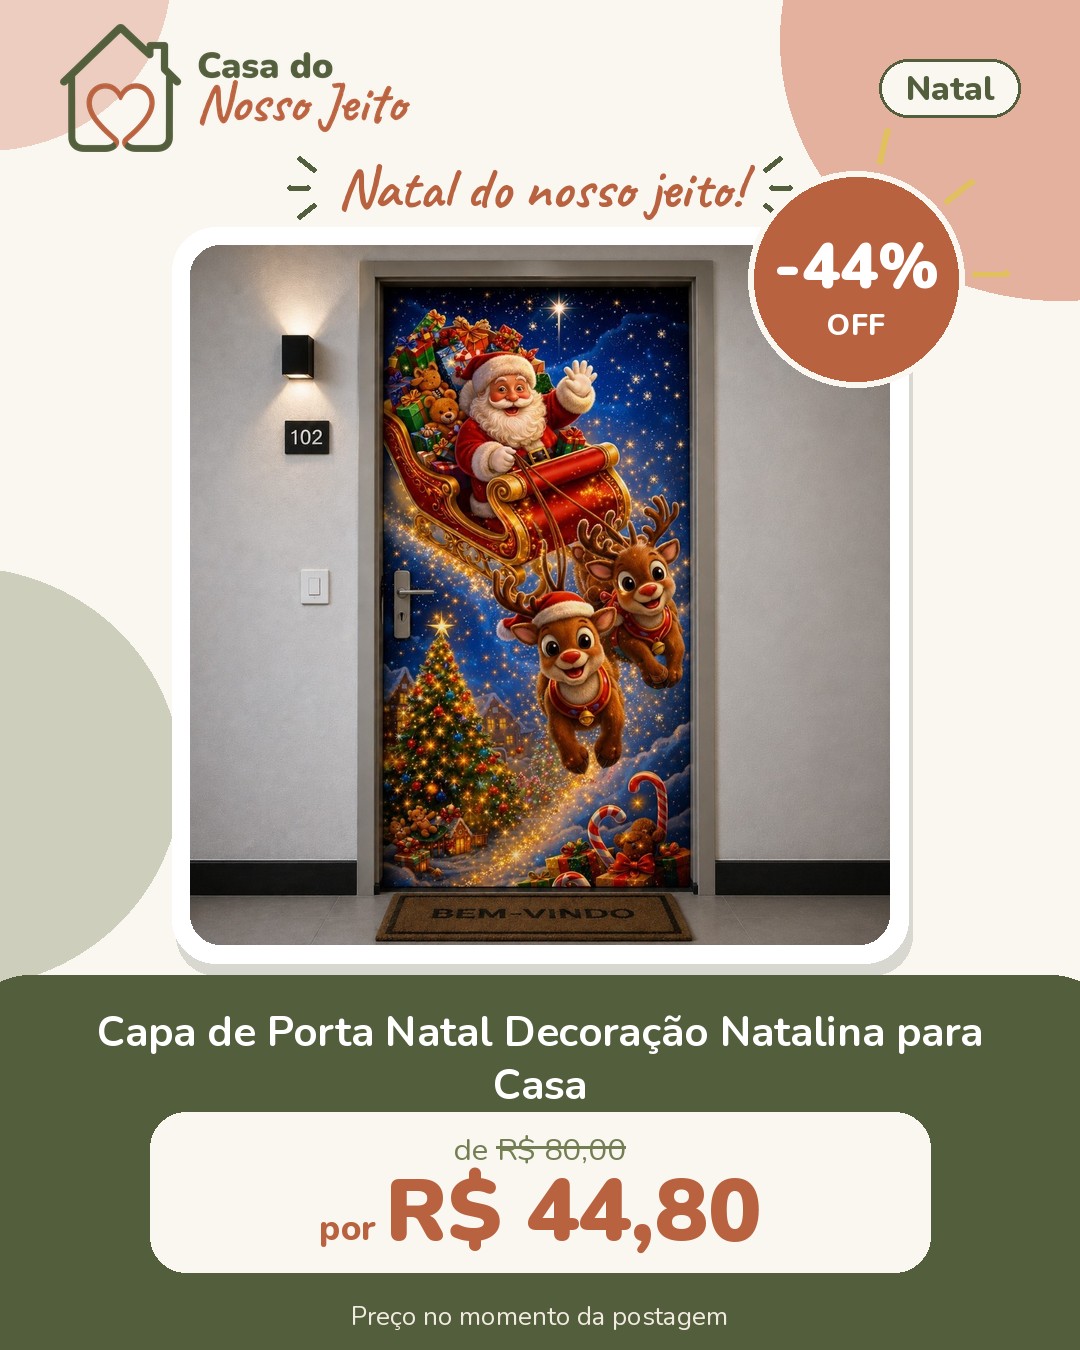 Casa do
Nosso Jeito
Natal
Natal do nosso jeito!
-44%
OFF
102
BEM-VINDO
Capa de Porta Natal Decoração Natalina para
Casa
de R$ 80,00
por R$ 44,80
Preço no momento da postagem